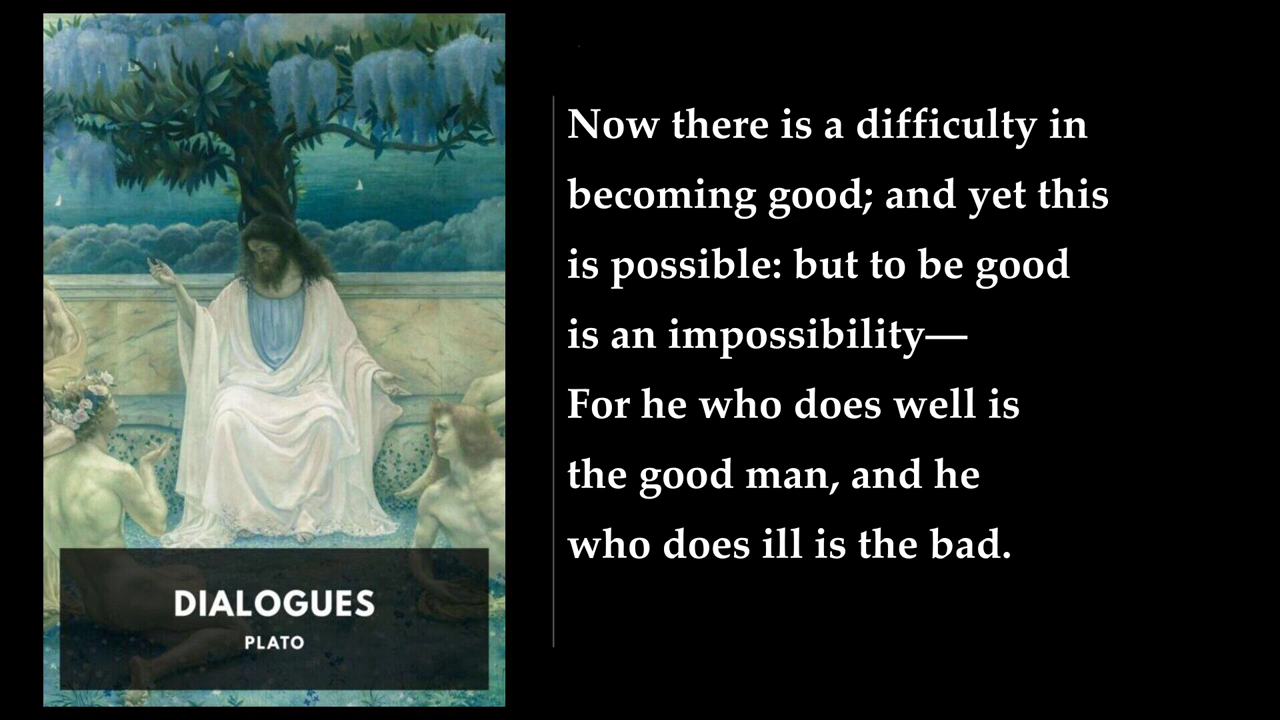 DIALOGUES
PLATO
Now there is a difficulty in
becoming good; and yet this
is possible: but to be good
is an impossibility—
For he who does well is
the good man, and he
who does ill is the bad.